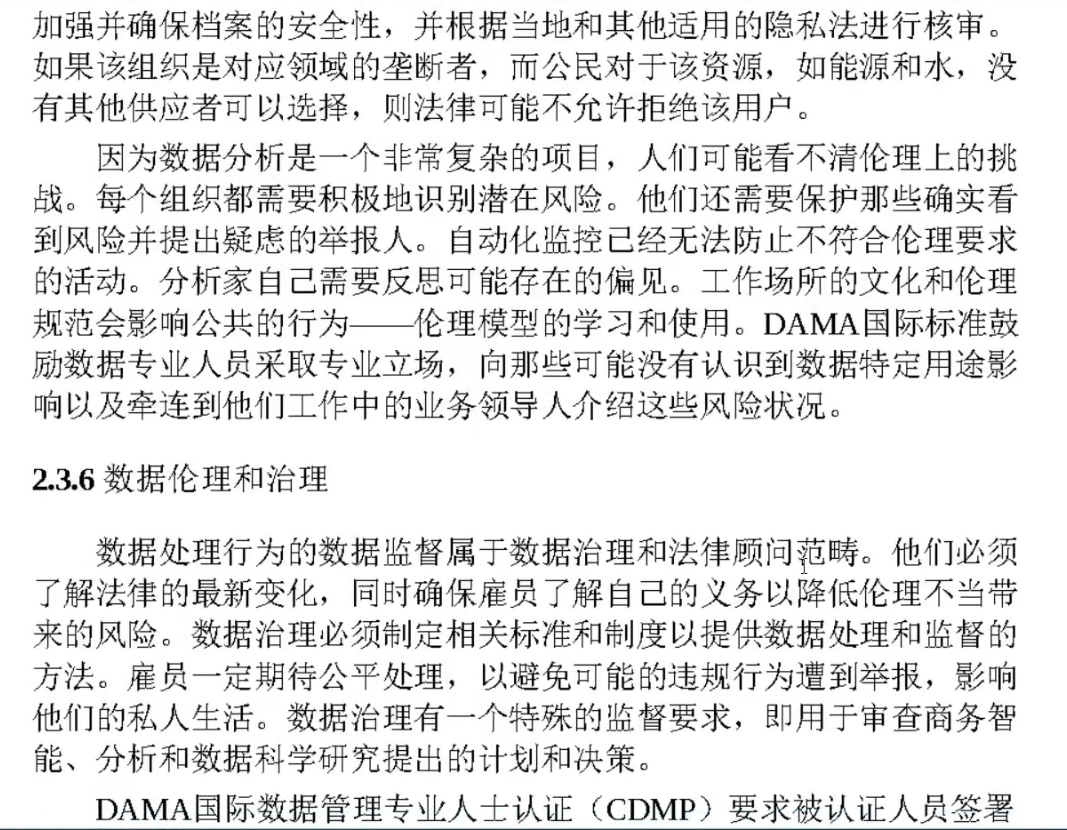 加强并确保档案的安全性，并根据当地和其他适用的隐私法进行核审。
如果该组织是对应领域的垄断者，而公民对于该资源，如能源和水，没
有其他供应者可以选择，则法律可能不允许拒绝该用户。
因为数据分析是一个非常复杂的项目，人们可能看不清伦理上的挑
战。每个组织都需要积极地识别潜在风险。他们还需要保护那些确实看
到风险并提出疑虑的举报人。自动化监控已经无法防止不符合伦理要求
的活动。分析家自己需要反思可能存在的偏见。工作场所的文化和伦理
规范会影响公共的行为——伦理模型的学习和使用。DAMA国际标准鼓
励数据专业人员采取专业立场，向那些可能没有认识到数据特定用途影
响以及牵连到他们工作中的业务领导人介绍这些风险状况。
2.3.6 数据伦理和治理
数据处理行为的数据监督属于数据治理和法律顾问范畴。他们必须
了解法律的最新变化，同时确保雇员了解自己的义务以降低伦理不当带
来的风险。数据治理必须制定相关标准和制度以提供数据处理和监督的
方法。雇员一定期待公平处理，以避免可能的违规行为遭到举报，影响
他们的私人生活。数据治理有一个特殊的监督要求，即用于审查商务智
能、分析和数据科学研究提出的计划和决策。
DAMA国际数据管理专业人士认证（CDMP）要求被认证人员签署